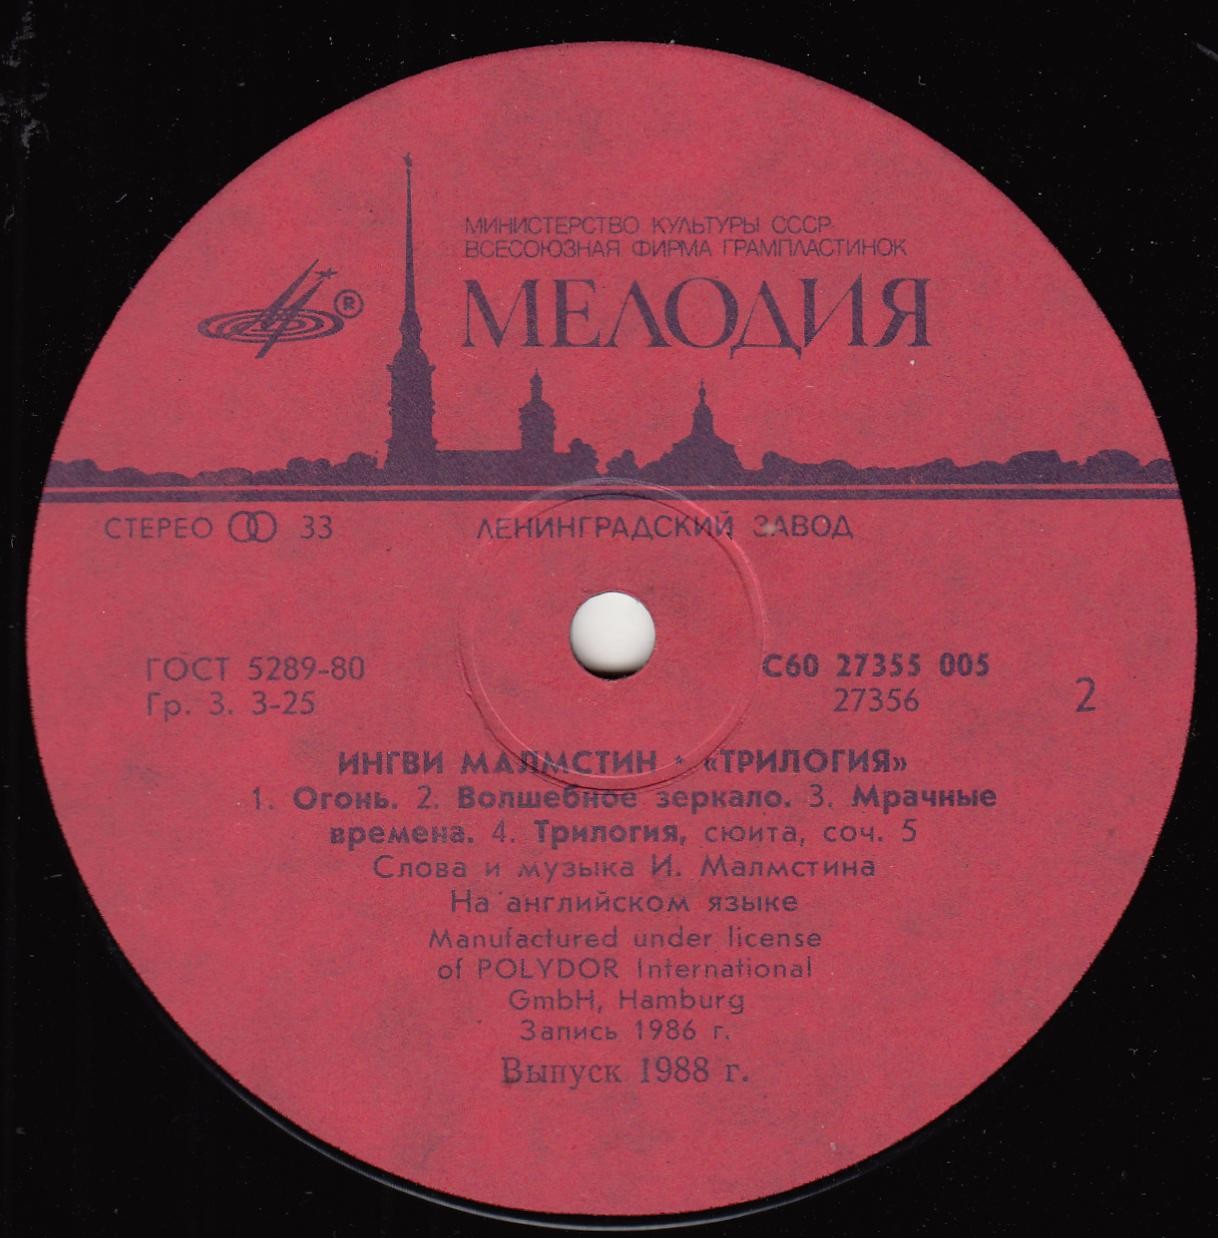 МИНИСТЕРСТВО КУЛЬТУРЫ СССР
ВСЕСОЮЗНАЯ ФИРМА ГРАМПЛАСТИНОК
МЕЛОДИЯ
®
СТЕРЕО 33
ЛЕНИНГРАДСКИЙ ЗАВОД
ГОСТ 5289-80
Гр. 3. 3-25
С60 27355 005
27356
2
ИНГВИ МАЛМСТИН • «ТРИЛОГИЯ»
1. Огонь. 2. Волшебное зеркало. 3. Мрачные
времена. 4. Трилогия, сюита, соч. 5
Слова и музыка И. Малмстина
На английском языке
Manufactured under license
of POLYDOR International
GmbH, Hamburg
Запись 1986 г.
Выпуск 1988 г.